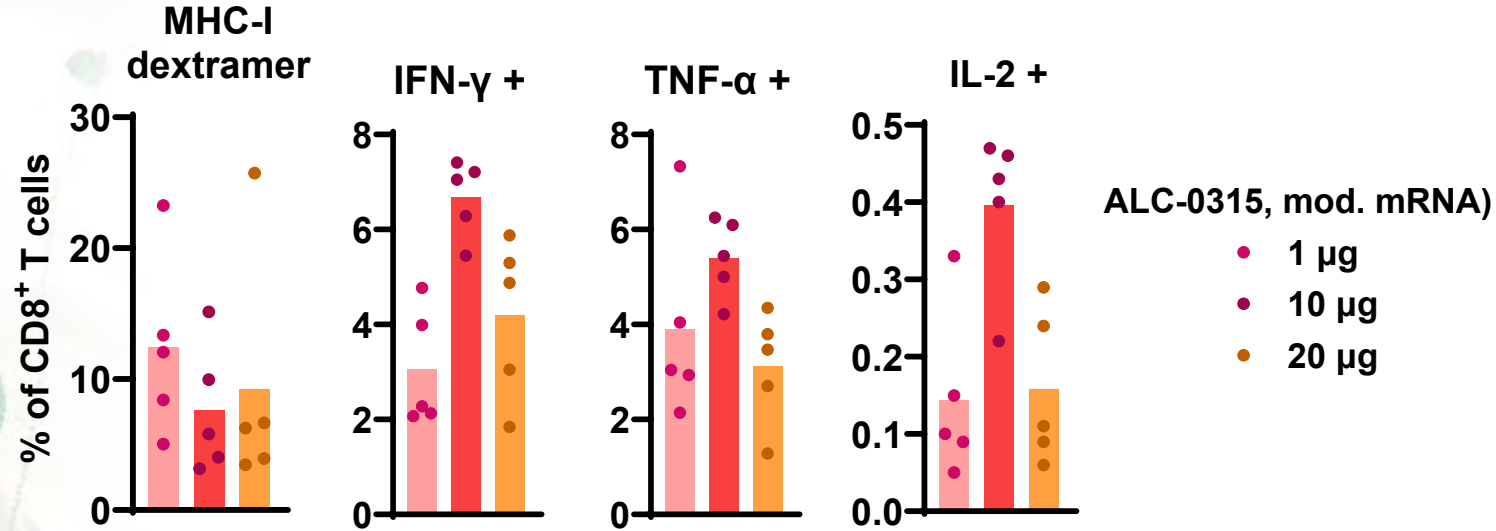 MHC-I
dextramer
IFN-γ +
TNF-α +
IL-2 +
% of CD8⁺ T cells
30
20
10
0
8
6
4
2
0
8
6
4
2
0
0.5
0.4
0.3
0.2
0.1
0.0
ALC-0315, mod. mRNA)
1 µg
10 µg
20 µg